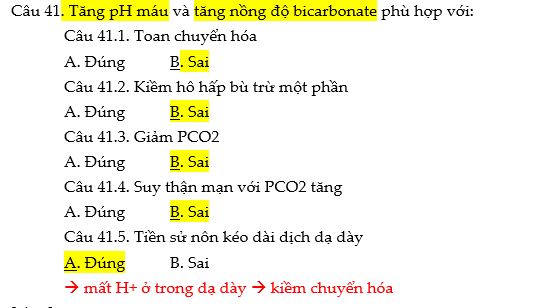 Câu 41. Tăng pH máu và tăng nồng độ bicarbonate phù hợp với:
Câu 41.1. Toan chuyển hóa
A. Đúng B. Sai
Câu 41.2. Kiềm hô hấp bù trừ một phần
A. Đúng B. Sai
Câu 41.3. Giảm PCO2
A. Đúng B. Sai
Câu 41.4. Suy thận mạn với PCO2 tăng
A. Đúng B. Sai
Câu 41.5. Tiền sử nôn kéo dài dịch dạ dày
A. Đúng B. Sai
→ mất H+ ở trong dạ dày → kiềm chuyển hóa